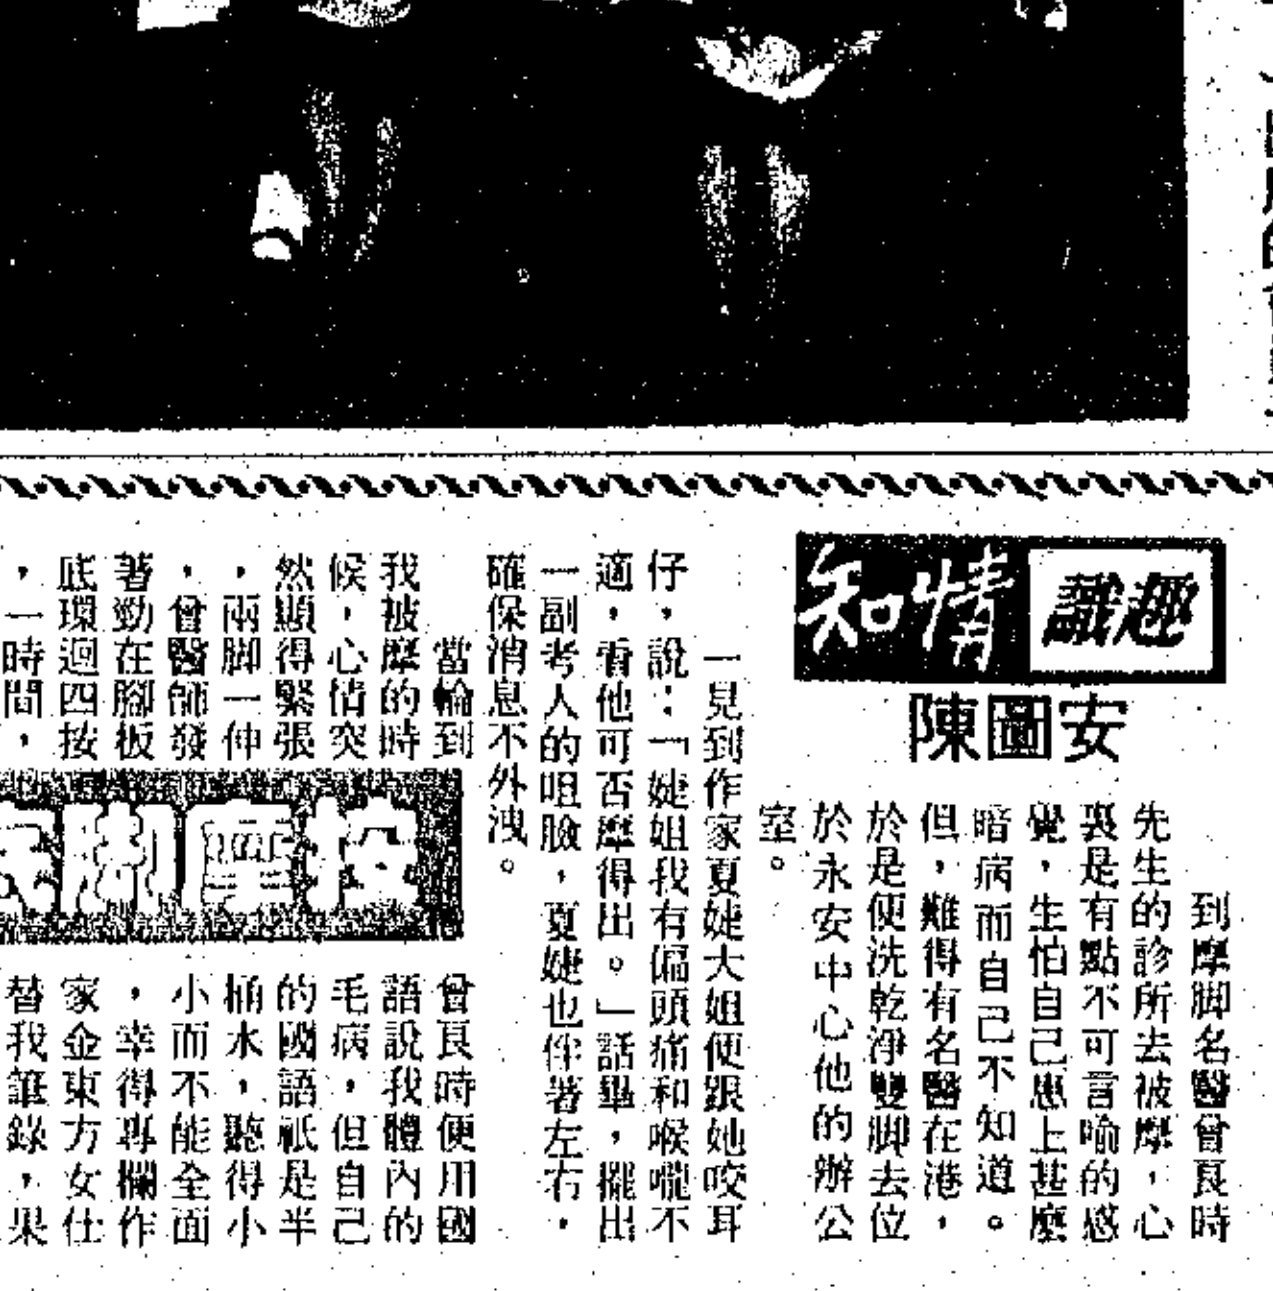 知情識趣
陳圖安
到摩脚名醫曾良時
先生的診所去被摩，心
裏是有點不可言喻的感
覺，生怕自己患上甚麼
暗病而自己不知道。
但，難得有名醫在港，
於是便洗乾淨雙脚去位
於永安中心他的辦公
室。
一見到作家夏婕大姐便跟她咬耳
仔，說：「婕姐我有偏頭痛和喉嚨不
適，看他可否摩得出。」話畢，擺出
一副考人的咀臉，夏婕也伴著左右，
確保消息不外洩。
當輪到
我被摩的時
候，心情突
然顯得緊張
，兩脚一伸
，曾醫師發
著勁在腳板
底環迴四按
，一時間，
按摩腳
曾良時便用國
語說我體內的
毛病，但自己
的國語祇是半
桶水，聽得小
小而不能全面
，幸得專欄作
家金東方女仕
替我筆錄，果